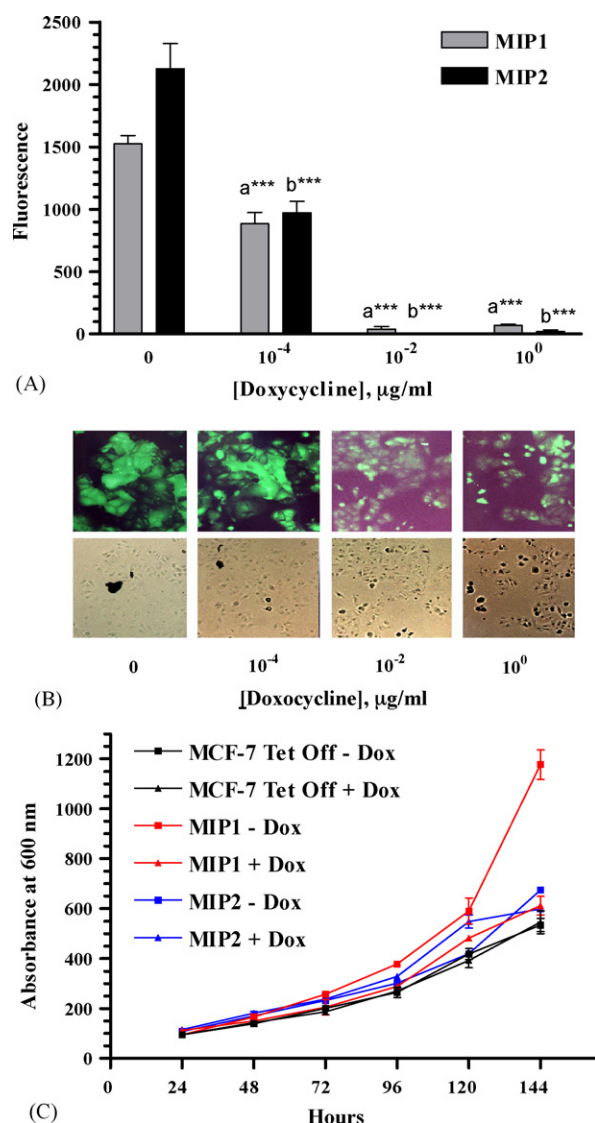 2500
2000
1500
1000
500
0
Fluorescence
MIP1
MIP2
a*** b***
a*** b***
a*** b***
0 10⁻⁴ 10⁻² 10⁰
[Doxycycline], µg/ml
(A)
0 10⁻⁴ 10⁻² 10⁰
[Doxocycline], µg/ml
(B)
1200
1000
800
600
400
200
0
Absorbance at 600 nm
MCF-7 Tet Off - Dox
MCF-7 Tet Off + Dox
MIP1 - Dox
MIP1 + Dox
MIP2 - Dox
MIP2 + Dox
0 24 48 72 96 120 144
Hours
(C)